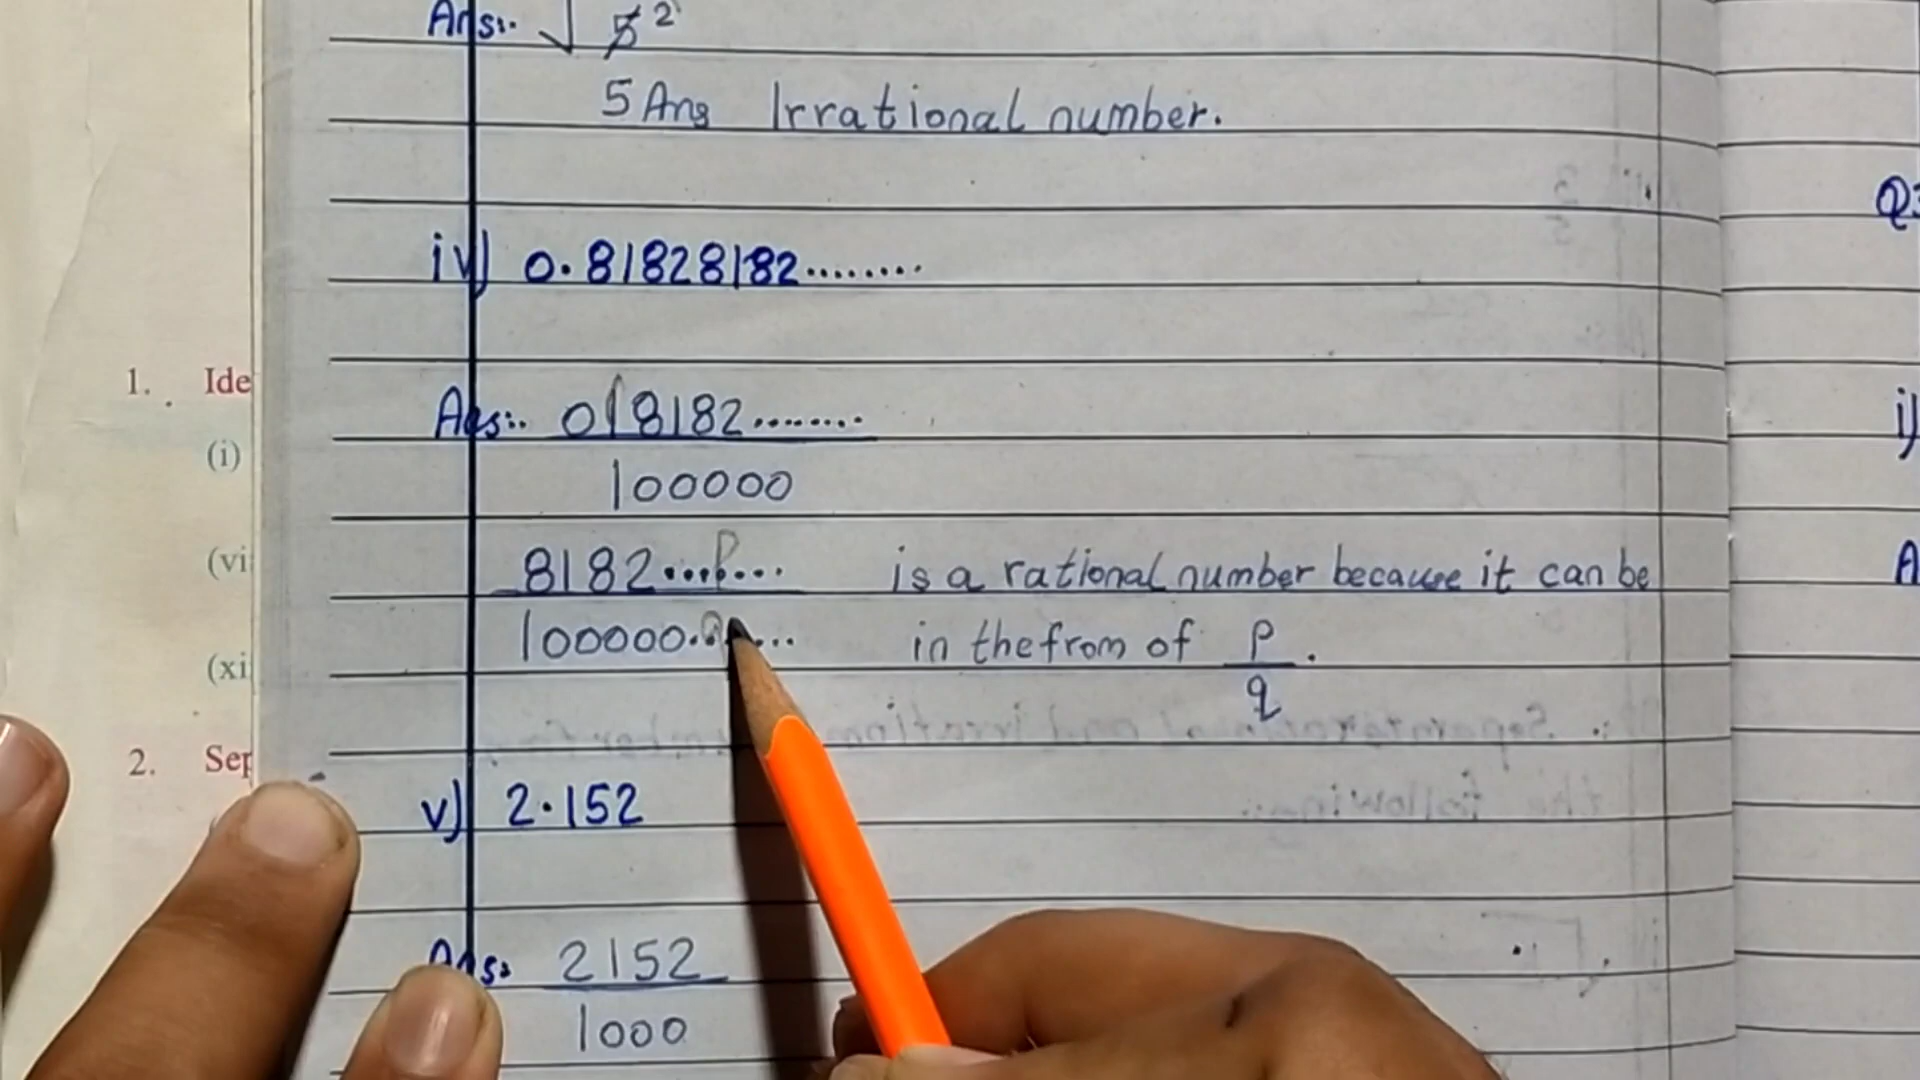 Ans:. √ 5²
5 Ans Irrational number.
iv) 0.81828182........
Ans:. 0 8182........
100000
8182........ is a rational number because it can be
100000........ in the from of p
q
v) 2.152
Ans: 2152
1000
1. Ide
(i)
(vi
(xi
2. Sep
i)
A